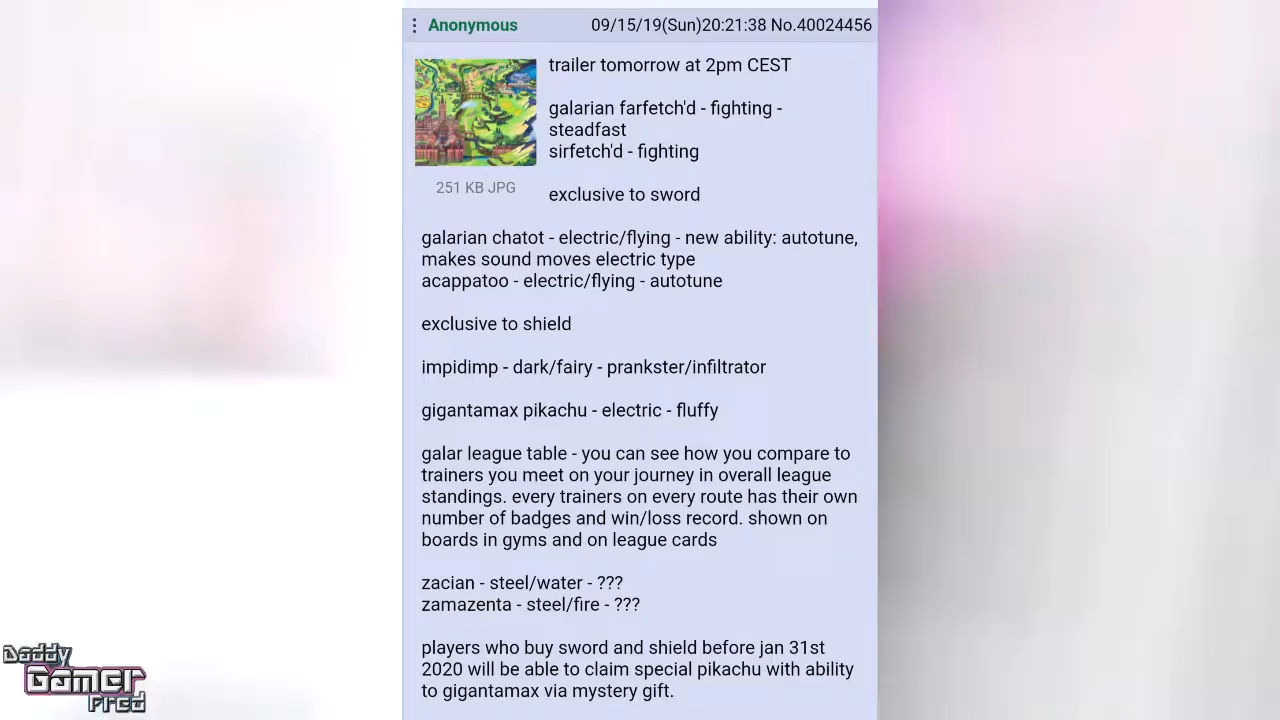 Anonymous 09/15/19(Sun)20:21:38 No.40024456
trailer tomorrow at 2pm CEST
galarian farfetch'd - fighting -
steadfast
sirfetch'd - fighting
251 KB JPG
exclusive to sword
galarian chatot - electric/flying - new ability: autotune,
makes sound moves electric type
acappatoo - electric/flying - autotune
exclusive to shield
impidimp - dark/fairy - prankster/infiltrator
gigantamax pikachu - electric - fluffy
galar league table - you can see how you compare to
trainers you meet on your journey in overall league
standings. every trainers on every route has their own
number of badges and win/loss record. shown on
boards in gyms and on league cards
zacian - steel/water - ???
zamazenta - steel/fire - ???
players who buy sword and shield before jan 31st
2020 will be able to claim special pikachu with ability
to gigantamax via mystery gift.
Daddy
Gamer
Fred